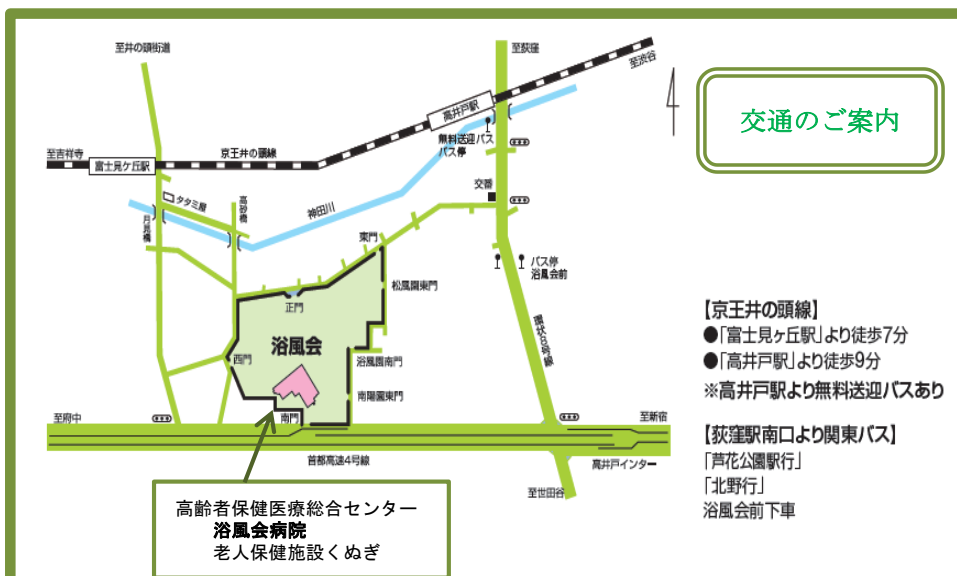 至井の頭街道
至荻窪
至渋谷
交通のご案内
高井戸駅
無料送迎バス
バス停
至吉祥寺
京王井の頭線
富士見ケ丘駅
タタミ屋
高砂橋
月見橋
神田川
交番
東門
バス停
浴風会前
松風園東門
正門
環状8号線
浴風会
西門
浴風園南門
南陽園東門
南門
至府中
至新宿
首都高速4号線
高井戸インター
至世田谷
【京王井の頭線】
●「富士見ヶ丘駅」より徒歩7分
●「高井戸駅」より徒歩9分
※高井戸駅より無料送迎バスあり
【荻窪駅南口より関東バス】
「芦花公園駅行」
「北野行」
浴風会前下車
高齢者保健医療総合センター
浴風会病院
老人保健施設くぬぎ